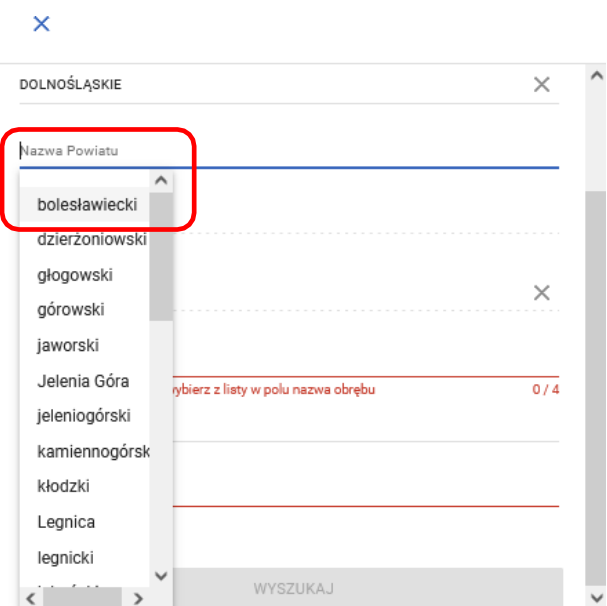 DOLNOŚLĄSKIE
Nazwa Powiatu
bolesławiecki
dzierżoniowski
głogowski
górowski
jaworski
Jelenia Góra
wybierz z listy w polu nazwa obrębu 0 / 4
jeleniogórski
kamiennogórsk
kłodzki
Legnica
legnicki
WYSZUKAJ